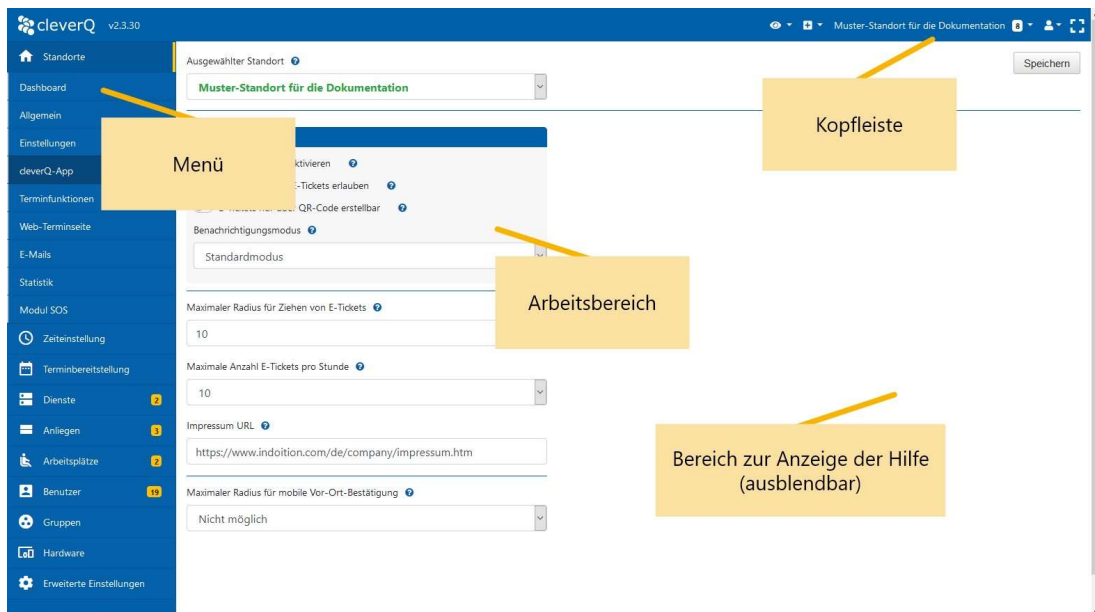 cleverQ v2.3.30
Muster-Standort für die Dokumentation 8
Standorte
Dashboard
Allgemein
Einstellungen
cleverQ-App
Terminfunktionen
Web-Terminseite
E-Mails
Statistik
Modul SOS
Zeiteinstellung
Terminbereitstellung
Dienste 2
Anliegen 3
Arbeitsplätze 2
Benutzer 19
Gruppen
Hardware
Erweiterte Einstellungen
Menü
Ausgewählter Standort
Speichern
Muster-Standort für die Dokumentation
Kopfleiste
E-Tickets erlauben
QR-Code erstellbar
Benachrichtigungsmodus
Standardmodus
Arbeitsbereich
Maximaler Radius für Ziehen von E-Tickets
10
Maximale Anzahl E-Tickets pro Stunde
10
Impressum URL
https://www.indoition.com/de/company/impressum.htm
Bereich zur Anzeige der Hilfe
(ausblendbar)
Maximaler Radius für mobile Vor-Ort-Bestätigung
Nicht möglich